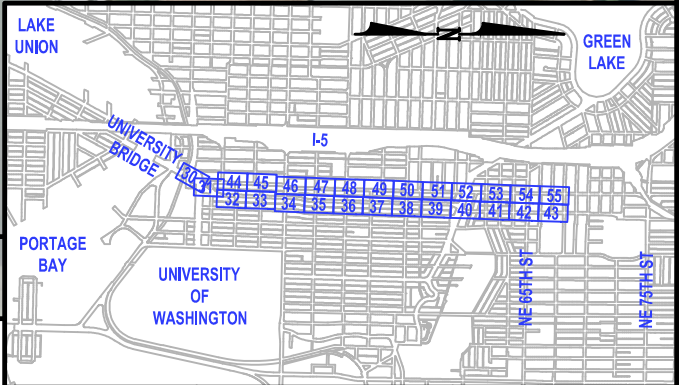 LAKE
UNION
N
GREEN
LAKE
UNIVERSITY
BRIDGE
I-5
30
31
44 45 46 47 48 49 50 51 52 53 54 55
32 33 34 35 36 37 38 39 40 41 42 43
PORTAGE
BAY
UNIVERSITY
OF
WASHINGTON
NE 65TH ST
NE 75TH ST